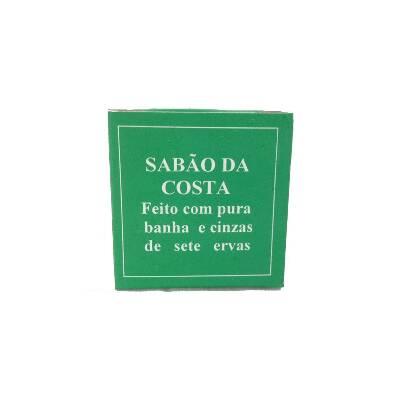 SABÃO DA
COSTA
Feito com pura
banha e cinzas
de sete ervas